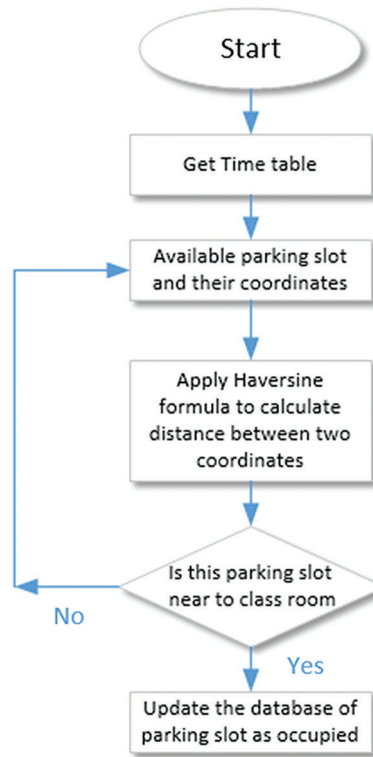 Start
Get Time table
Available parking slot
and their coordinates
Apply Haversine
formula to calculate
distance between two
coordinates
Is this parking slot
near to class room
No
Yes
Update the database of
parking slot as occupied